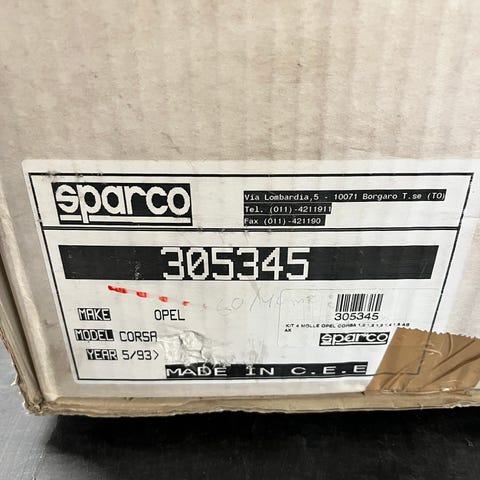 sparco
Via Lombardia,5 - 10071 Borgaro T.se (TO)
Tel. (011)-4211911
Fax (011)-421190
305345
MAKE OPEL
MODEL CORSA
YEAR 5/93>
305345
KIT 4 MOLLE OPEL CORSA
AX
sparco
MADE IN C.E.E